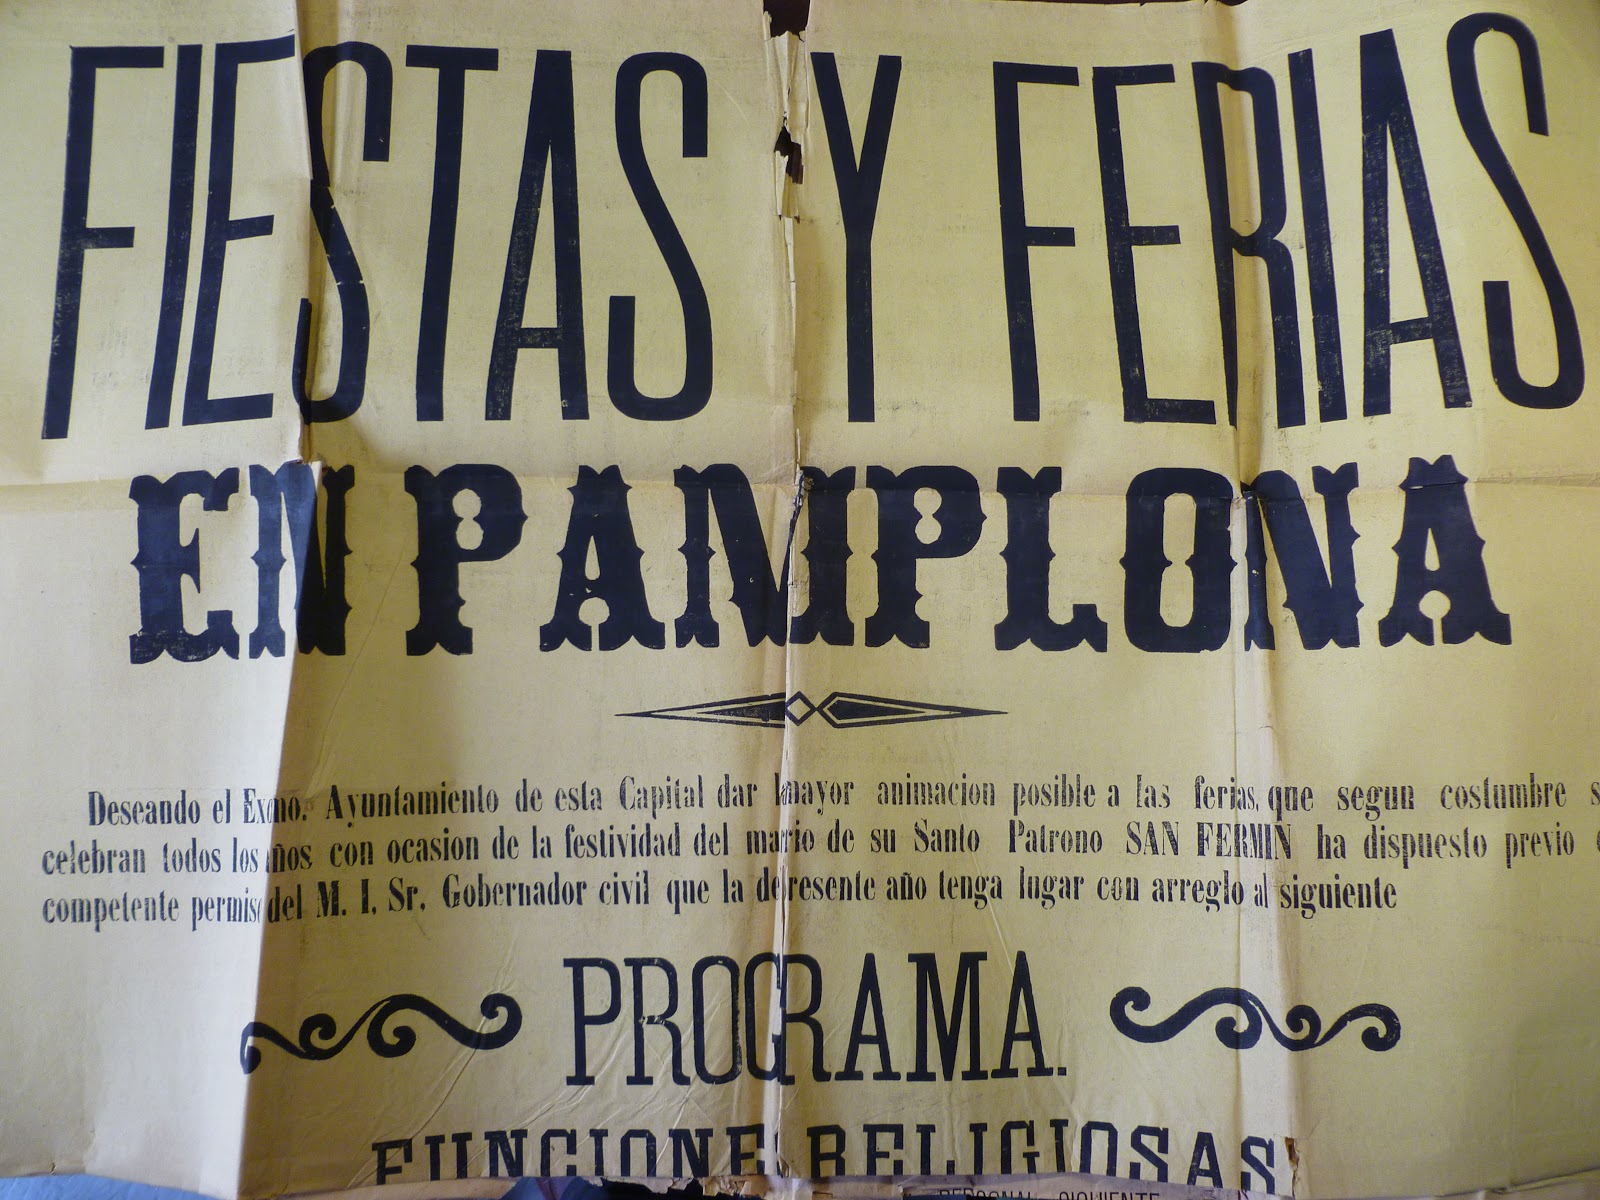 FIESTAS Y FERIAS
EN PAMPLONA
Deseando el Excmo. Ayuntamiento de esta Capital dar mayor animacion posible a las ferias, que segun costumbre s
celebran todos los años con ocasion de la festividad del martirio de su Santo Patrono SAN FERMIN ha dispuesto previo
competente permiso del M. I. Sr. Gobernador civil que la del presente año tenga lugar con arreglo al siguiente
PROGRAMA.
FUNCIONES RELIGIOSAS
PERSONAL SIGUIENTE